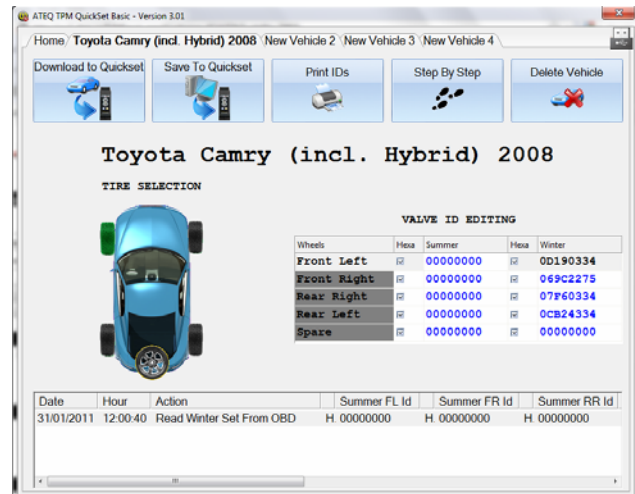 ATEQ TPM QuickSet Basic - Version 3.01
Home Toyota Camry (incl. Hybrid) 2008 New Vehicle 2 New Vehicle 3 New Vehicle 4
Download to Quickset Save To Quickset Print IDs Step By Step Delete Vehicle
Toyota Camry (incl. Hybrid) 2008
TIRE SELECTION
VALVE ID EDITING
Wheels Hexa Summer Hexa Winter
Front Left 00000000 0D190334
Front Right 00000000 069C2275
Rear Right 00000000 07F60334
Rear Left 00000000 0CB24334
Spare 00000000 00000000
Date Hour Action Summer FL Id Summer FR Id Summer RR Id
31/01/2011 12:00:40 Read Winter Set From OBD H 00000000 H 00000000 H 00000000